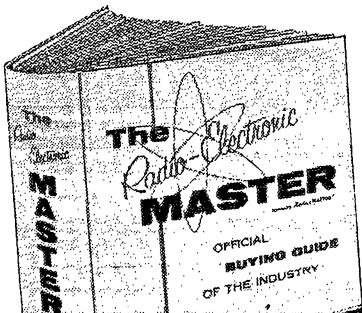 The
Radio
Electronic
MASTER
The
Radio-Electronic
MASTER
OFFICIAL
BUYING GUIDE
OF THE INDUSTRY